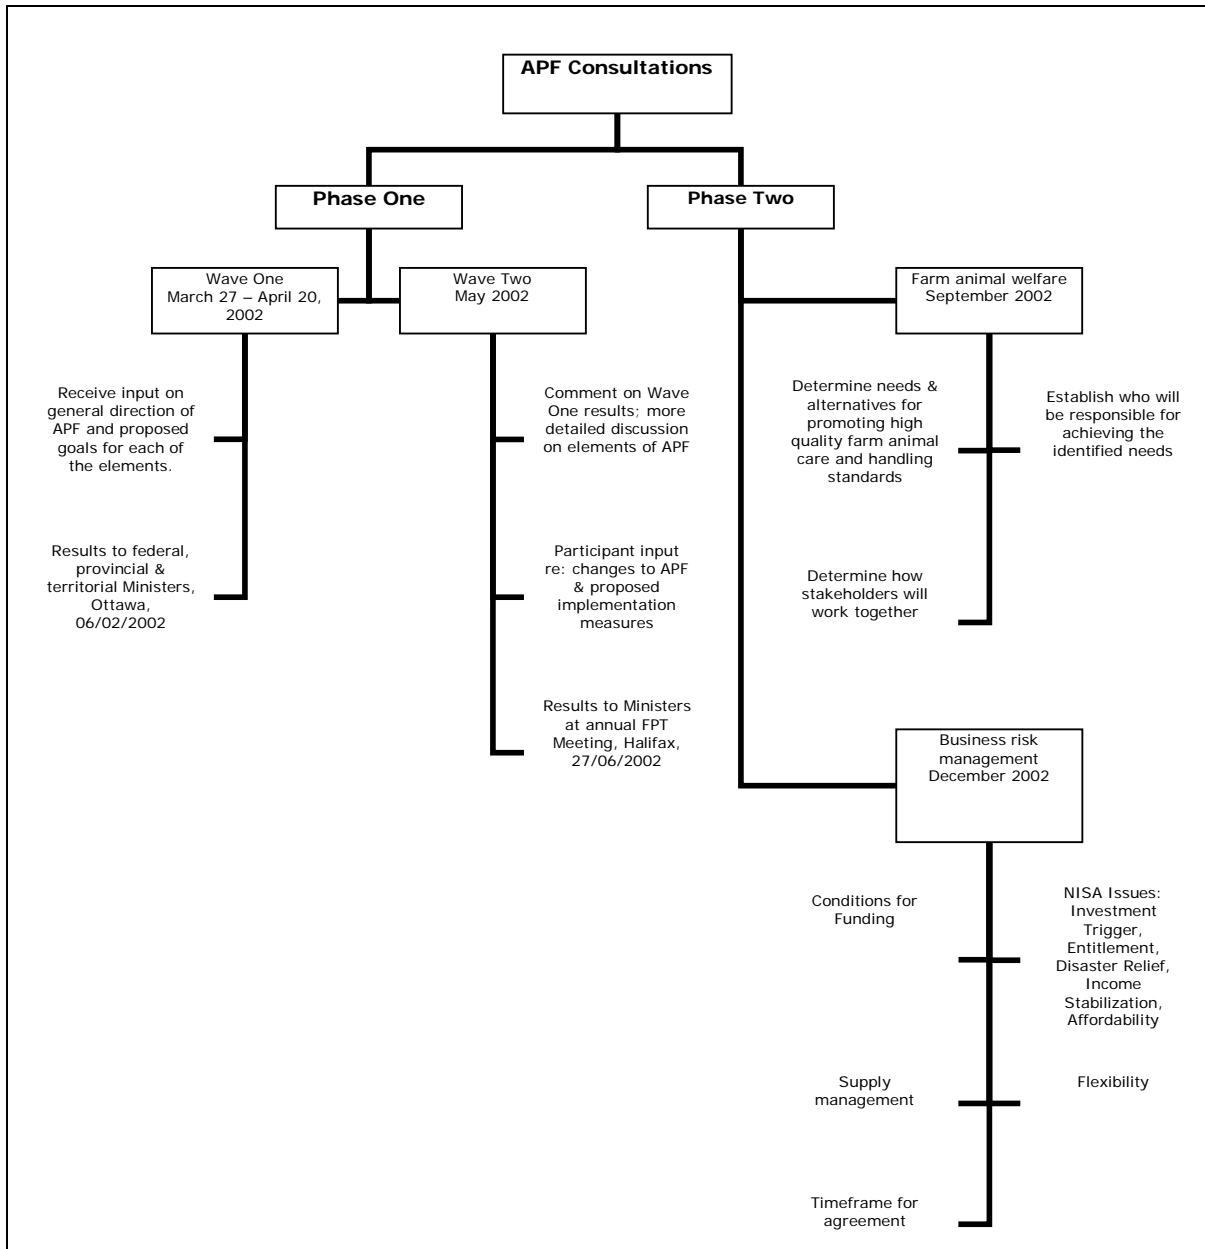 APF Consultations
Phase One
Phase Two
Wave One
March 27 – April 20,
2002
Wave Two
May 2002
Farm animal welfare
September 2002
Receive input on
general direction of
APF and proposed
goals for each of
the elements.
Results to federal,
provincial &
territorial Ministers,
Ottawa,
06/02/2002
Comment on Wave
One results; more
detailed discussion
on elements of APF
Participant input
re: changes to APF
& proposed
implementation
measures
Results to Ministers
at annual FPT
Meeting, Halifax,
27/06/2002
Determine needs &
alternatives for
promoting high
quality farm animal
care and handling
standards
Establish who will
be responsible for
achieving the
identified needs
Determine how
stakeholders will
work together
Business risk
management
December 2002
Conditions for
Funding
NISA Issues:
Investment
Trigger,
Entitlement,
Disaster Relief,
Income
Stabilization,
Affordability
Supply
management
Flexibility
Timeframe for
agreement